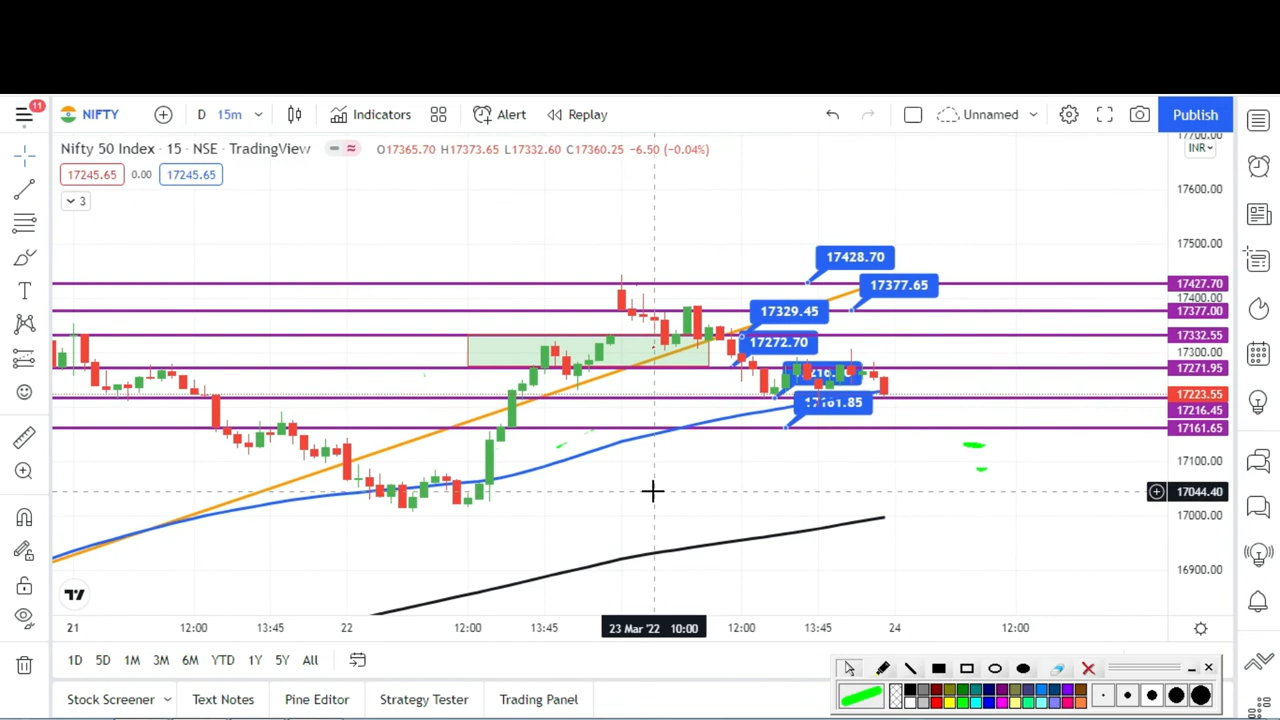 11
NIFTY
D 15m
Indicators
Alert
Replay
Unnamed
Publish
Nifty 50 Index · 15 · NSE · TradingView
O17365.70 H17373.65 L17332.60 C17360.25 −6.50 (−0.04%)
INR
17245.65 0.00 17245.65
3
17600.00
17500.00
17428.70
17427.70
17377.65
17400.00
17377.00
17329.45
17332.55
17272.70
17300.00
17271.95
17223.55
17161.85
17216.45
17161.65
17100.00
17044.40
17000.00
16900.00
21 12:00 13:45 22 12:00 13:45 23 Mar '22 10:00 12:00 13:45 24 12:00
1D 5D 1M 3M 6M YTD 1Y 5Y All
Stock Screener Text Notes Pine Editor Strategy Tester Trading Panel